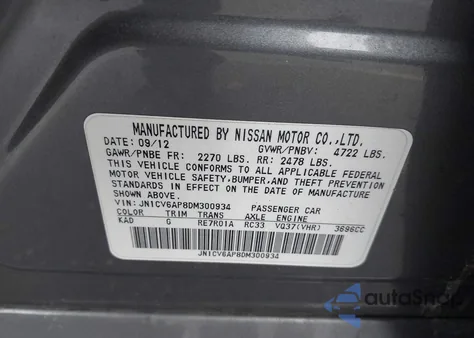 MANUFACTURED BY NISSAN MOTOR CO.,LTD.
DATE: 09/12 GVWR/PNBV: 4722 LBS.
GAWR/PNBE FR: 2270 LBS. RR: 2478 LBS.
THIS VEHICLE CONFORMS TO ALL APPLICABLE FEDERAL
MOTOR VEHICLE SAFETY, BUMPER, AND THEFT PREVENTION
STANDARDS IN EFFECT ON THE DATE OF MANUFACTURE
SHOWN ABOVE.
VIN: JN1CV6AP8DM300934 PASSENGER CAR
COLOR TRIM TRANS AXLE ENGINE
KAD G RE7R01A RC33 VQ37(VHR) 3696CC
JN1CV6AP8DM300934
autoSnap